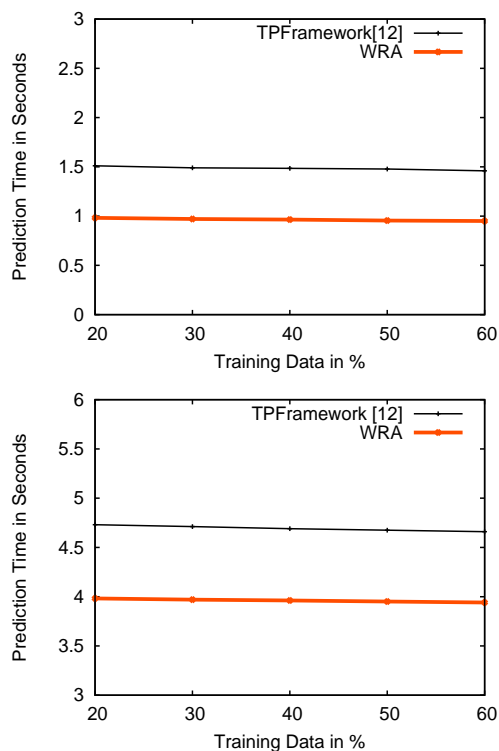 3
TPFramework[12]
WRA
2.5
2
1.5
1
0.5
0
Prediction Time in Seconds
20 30 40 50 60
Training Data in %
6
TPFramework [12]
WRA
5.5
5
4.5
4
3.5
3
Prediction Time in Seconds
20 30 40 50 60
Training Data in %